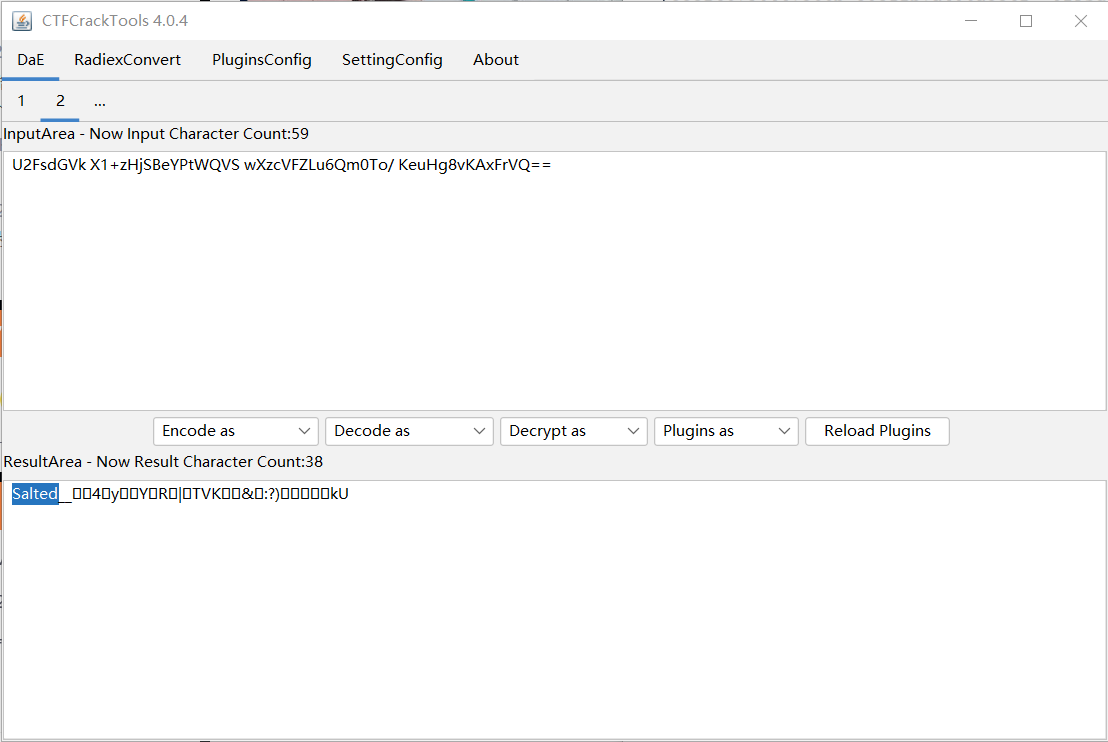 CTFCrackTools 4.0.4
DaE RadiexConvert PluginsConfig SettingConfig About
1 2 ...
InputArea - Now Input Character Count:59
U2FsdGVk X1+zHjSBeYPtWQVS wXzcVFZLu6Qm0To/ KeuHg8vKAxFrVQ==
Encode as Decode as Decrypt as Plugins as Reload Plugins
ResultArea - Now Result Character Count:38
Salted__▯▯4▯y▯▯Y▯R▯|▯TVK▯▯&▯:?)▯▯▯▯▯kU